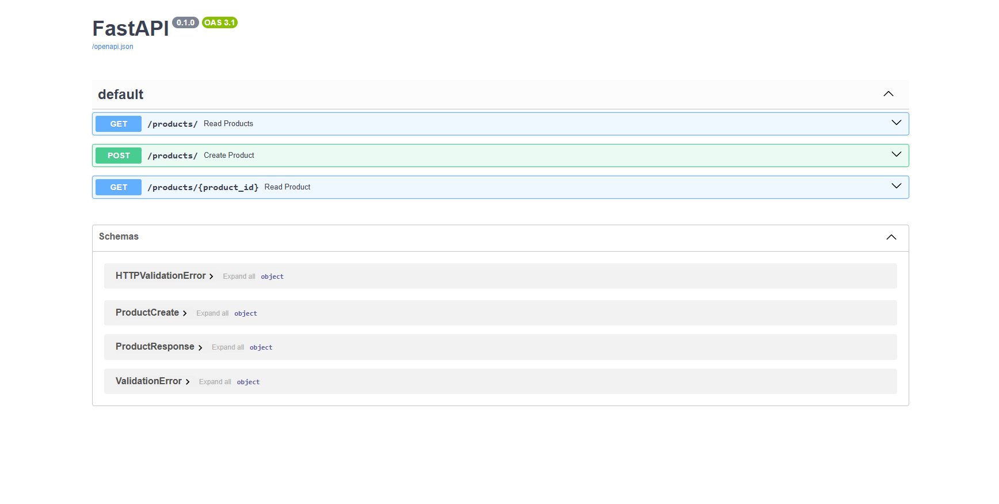 FastAPI 0.1.0 OAS 3.1
/openapi.json
default
GET /products/ Read Products
POST /products/ Create Product
GET /products/{product_id} Read Product
Schemas
HTTPValidationError Expand all object
ProductCreate Expand all object
ProductResponse Expand all object
ValidationError Expand all object